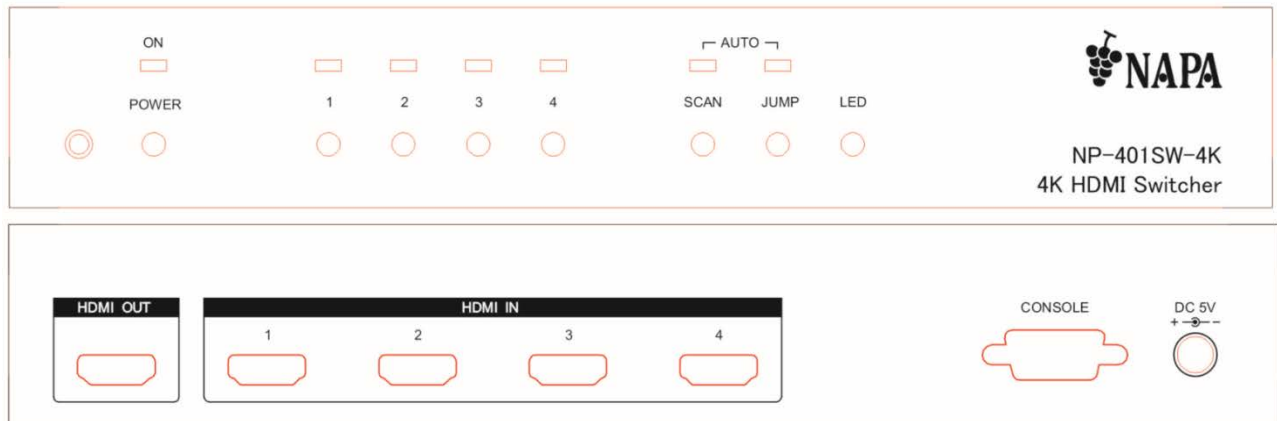 ON
AUTO
NAPA
POWER
1 2 3 4
SCAN JUMP LED
NP-401SW-4K
4K HDMI Switcher
HDMI OUT
HDMI IN
CONSOLE
DC 5V
+ -
1 2 3 4